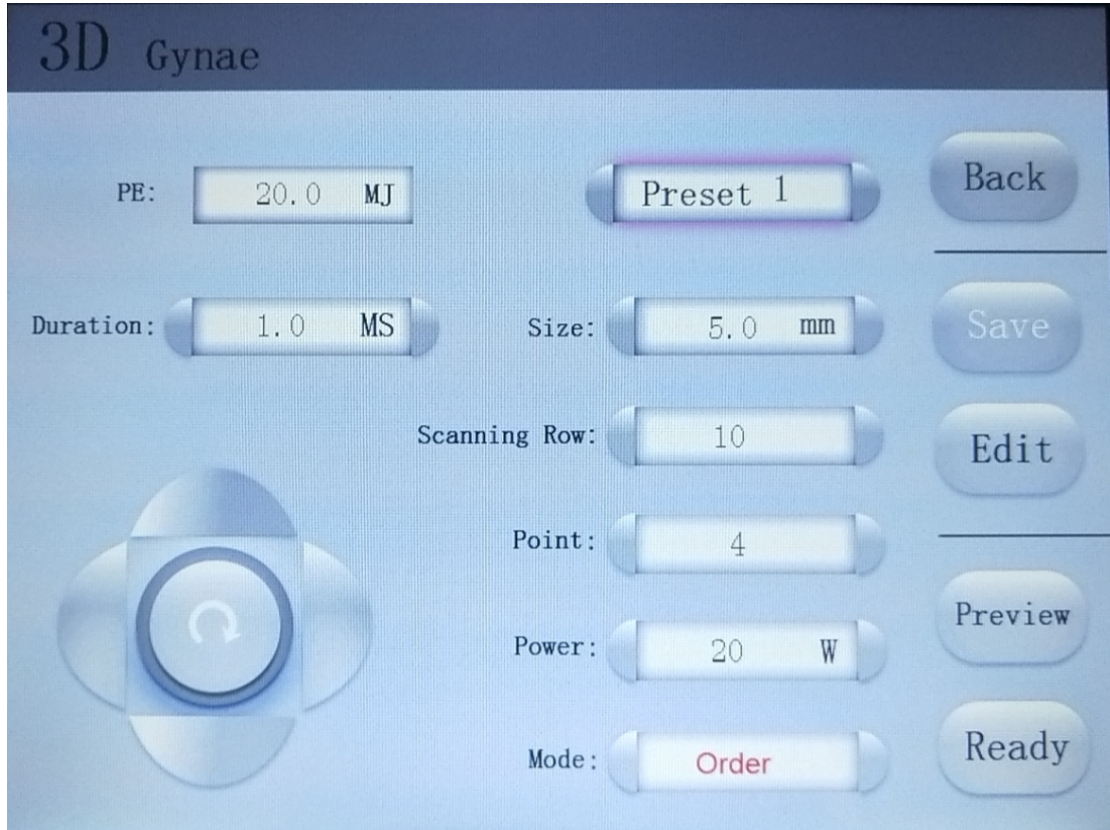 3D Gynae
PE: 20.0 MJ
Preset 1
Back
Duration: 1.0 MS
Size: 5.0 mm
Save
Scanning Row: 10
Edit
Point: 4
Power: 20 W
Preview
Mode: Order
Ready